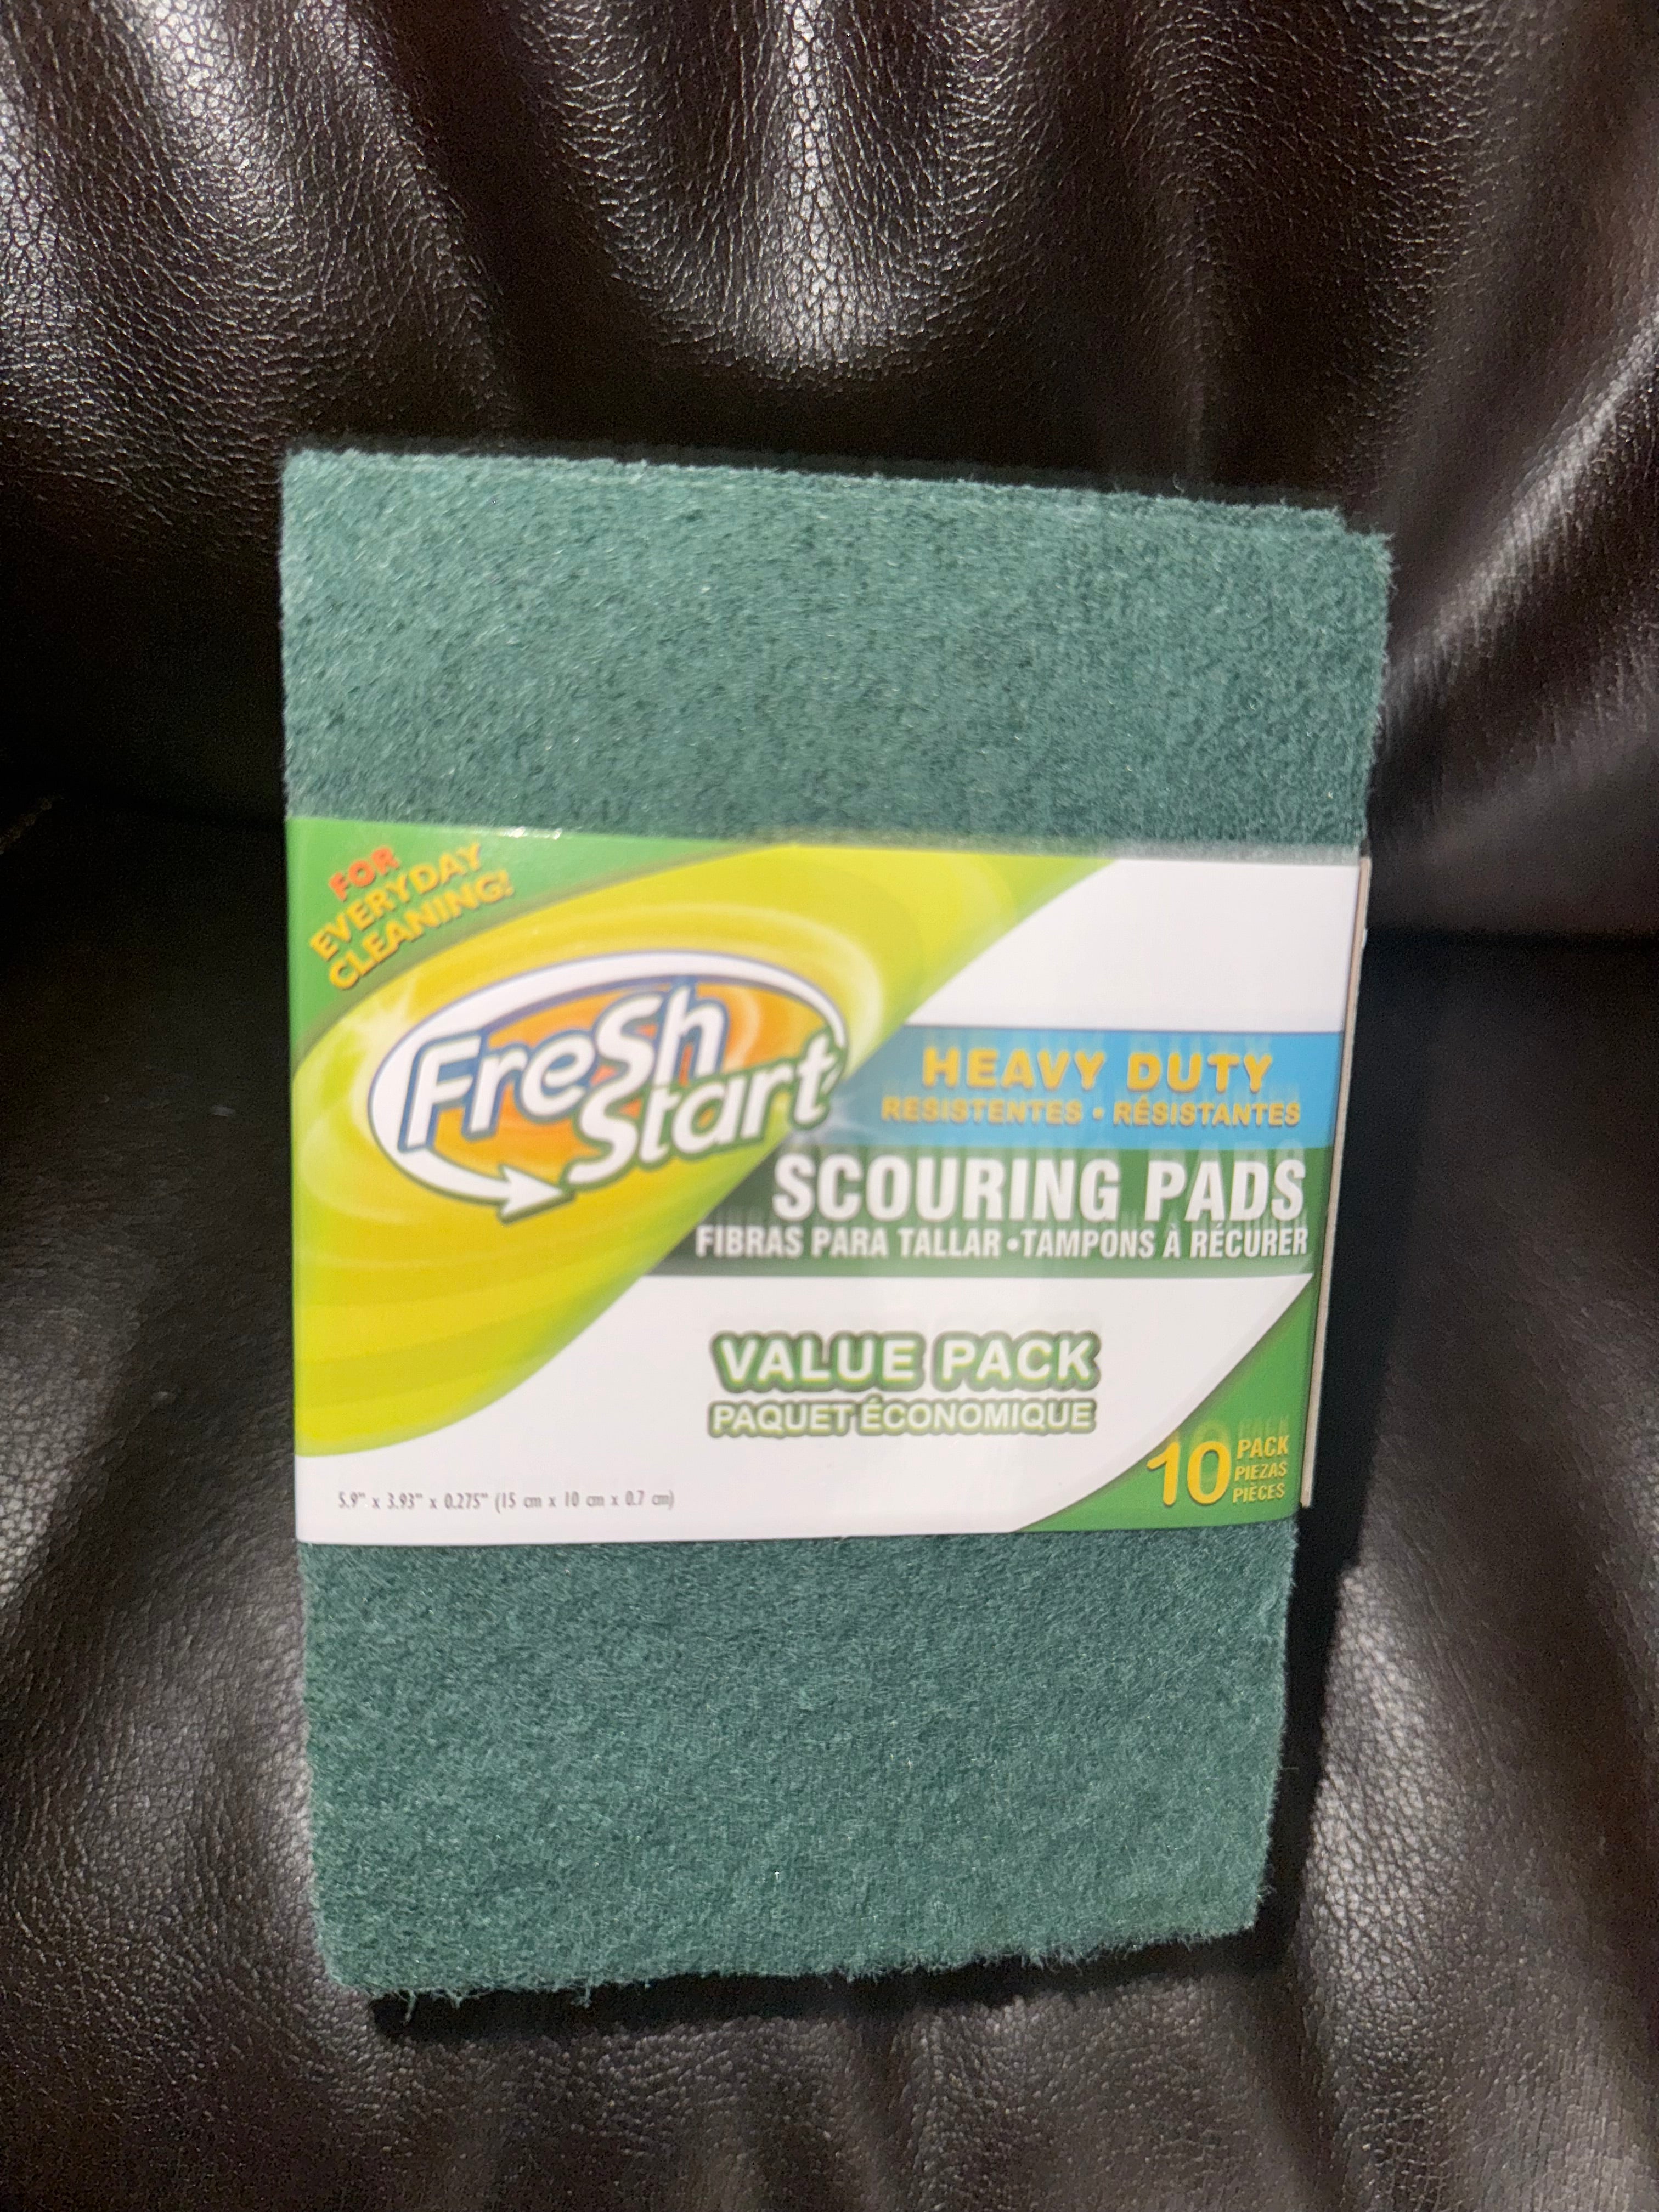 FOR
EVERYDAY
CLEANING!
FreSh
Start
HEAVY DUTY
RESISTENTES • RÉSISTANTES
SCOURING PADS
FIBRAS PARA TALLAR • TAMPONS À RÉCURER
VALUE PACK
PAQUET ÉCONOMIQUE
5.9" x 3.93" x 0.275" (15 cm x 10 cm x 0.7 cm)
10 PACK
PIEZAS
PIÈCES